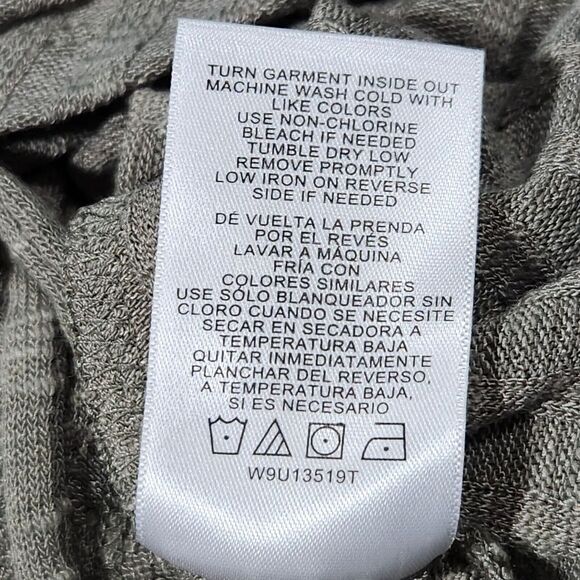 TURN GARMENT INSIDE OUT
MACHINE WASH COLD WITH
LIKE COLORS
USE NON-CHLORINE
BLEACH IF NEEDED
TUMBLE DRY LOW
REMOVE PROMPTLY
LOW IRON ON REVERSE
SIDE IF NEEDED
DÉ VUELTA LA PRENDA
POR EL REVÉS
LAVAR A MÁQUINA
FRÍA CON
COLORES SIMILARES
USE SÓLO BLANQUEADOR SIN
CLORO CUANDO SE NECESITE
SECAR EN SECADORA A
TEMPERATURA BAJA
QUITAR INMEDIATAMENTE
PLANCHAR DEL REVERSO,
A TEMPERATURA BAJA,
SI ES NECESARIO
W9U13519T